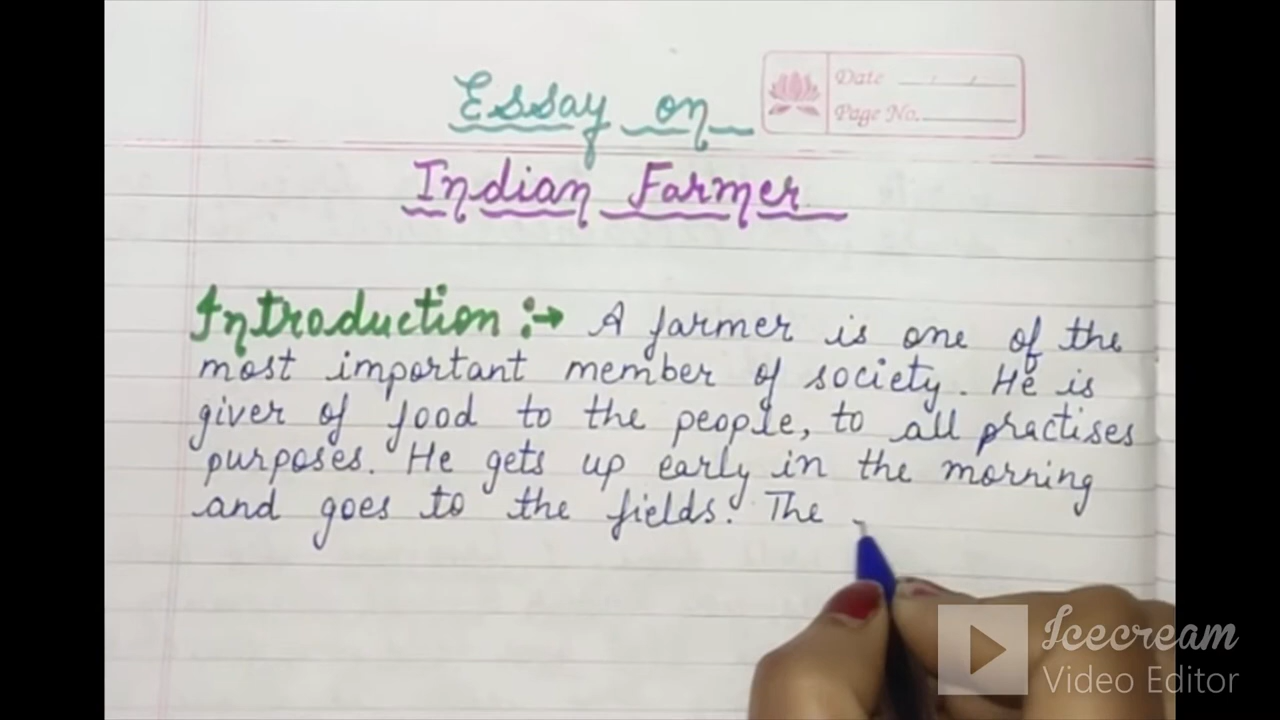 Essay on
Date
Page No.
Indian Farmer
Introduction :→ A farmer is one of the
most important member of society. He is
giver of food to the people, to all practises
purposes. He gets up early in the morning
and goes to the fields. The
Icecream
Video Editor